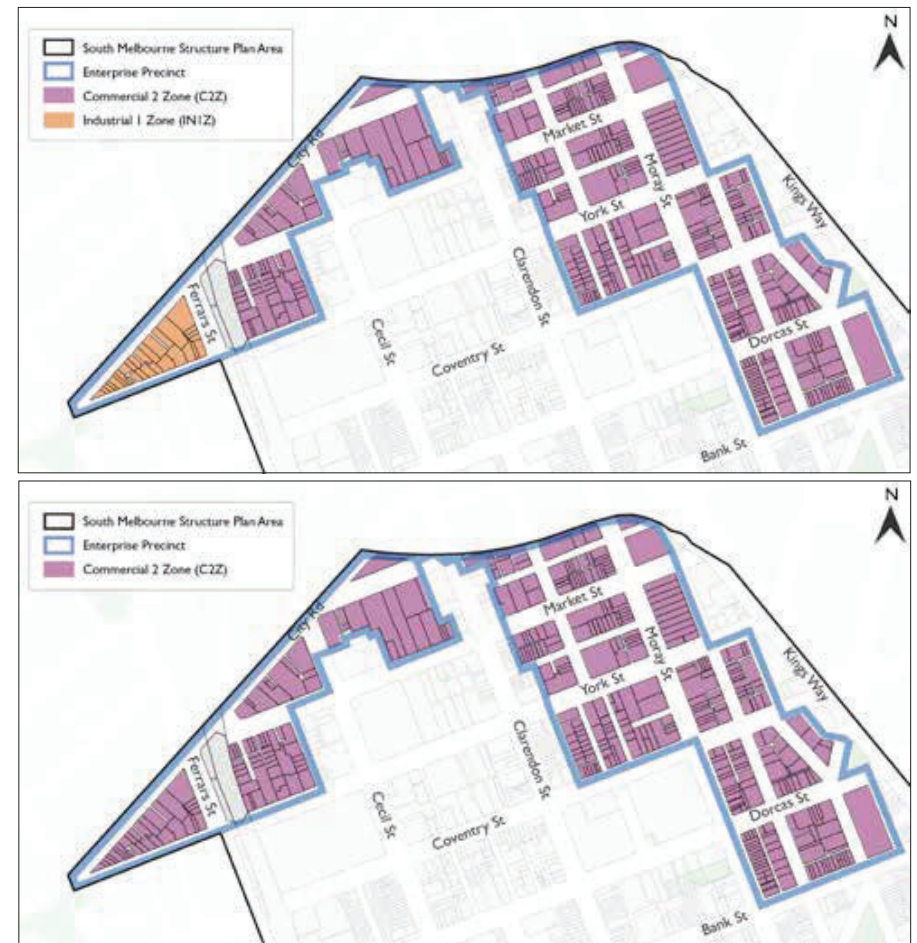 N
South Melbourne Structure Plan Area
Enterprise Precinct
Commercial 2 Zone (C2Z)
Industrial 1 Zone (IN1Z)
City Rd
Market St
Moray St
Kings Way
York St
Clarendon St
Ferrars St
Cecil St
Coventry St
Dorcas St
Bank St
N
South Melbourne Structure Plan Area
Enterprise Precinct
Commercial 2 Zone (C2Z)
City Rd
Market St
Moray St
Kings Way
York St
Clarendon St
Ferrars St
Cecil St
Coventry St
Dorcas St
Bank St